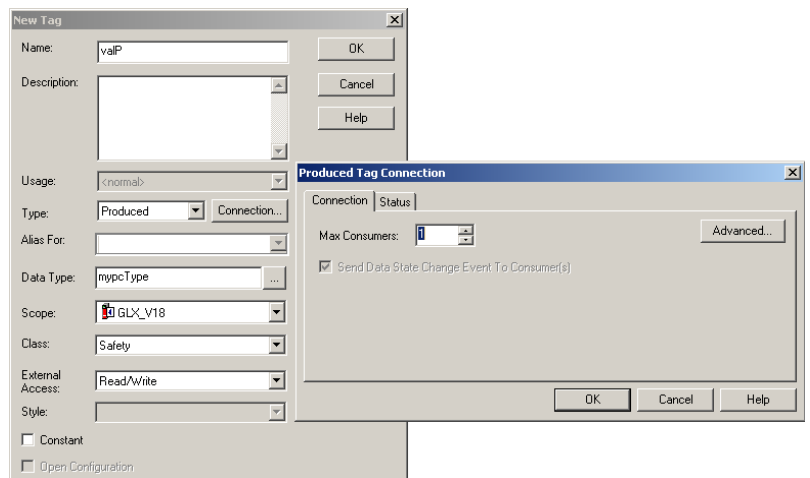 New Tag
Name: valP
OK
Description:
Cancel
Help
Usage: <normal>
Type: Produced Connection...
Alias For:
Data Type: mypcType ...
Scope: GLX_V18
Class: Safety
External Access: Read/Write
Style:
Constant
Open Configuration
Produced Tag Connection
Connection Status
Max Consumers: 1 Advanced...
Send Data State Change Event To Consumer(s)
OK Cancel Help